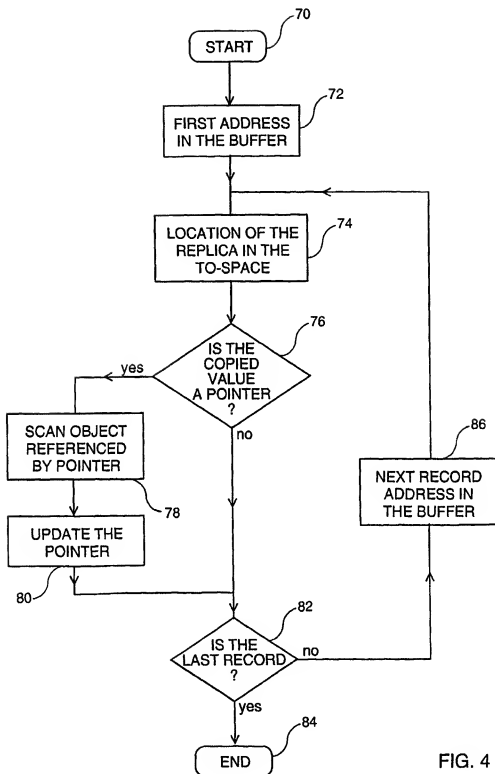 70
START
72
FIRST ADDRESS
IN THE BUFFER
74
LOCATION OF THE
REPLICA IN THE
TO-SPACE
76
IS THE
COPIED
VALUE
A POINTER
?
yes
no
SCAN OBJECT
REFERENCED
BY POINTER
78
UPDATE THE
POINTER
80
86
NEXT RECORD
ADDRESS IN
THE BUFFER
82
IS THE
LAST RECORD
?
no
yes
84
END
FIG. 4